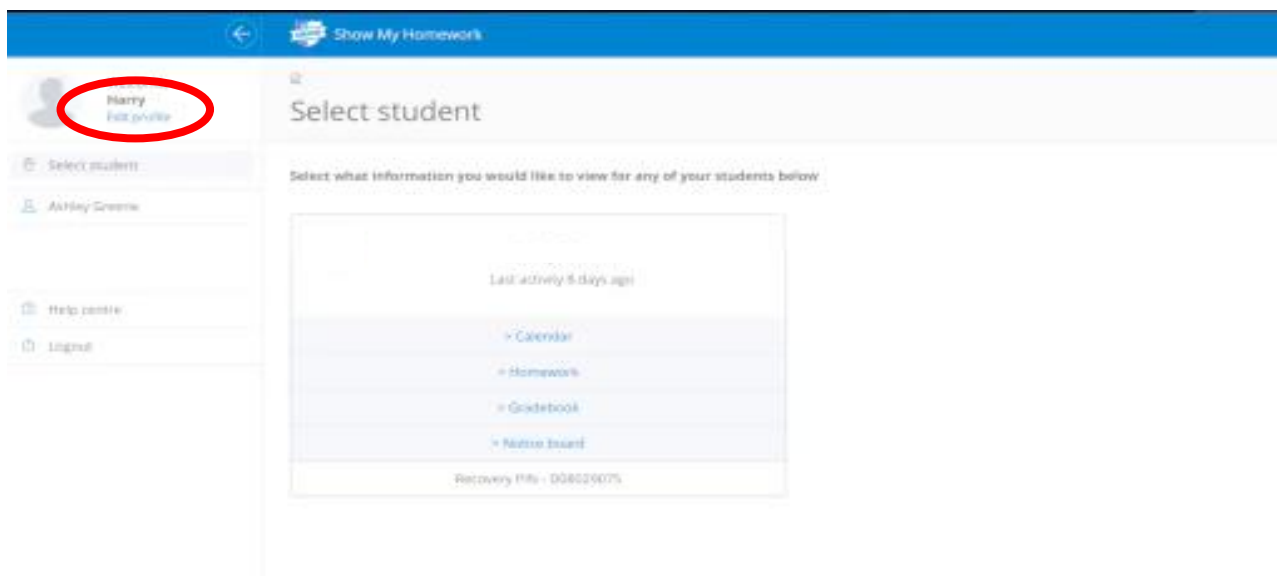 Show My Homework
Harry
Edit profile
Select student
Select student
Ashley Greene
Help centre
Logout
Select what information you would like to view for any of your students below
Last actively 6 days ago
> Calendar
> Homework
> Gradebook
> Notice board
Recovery PIN -